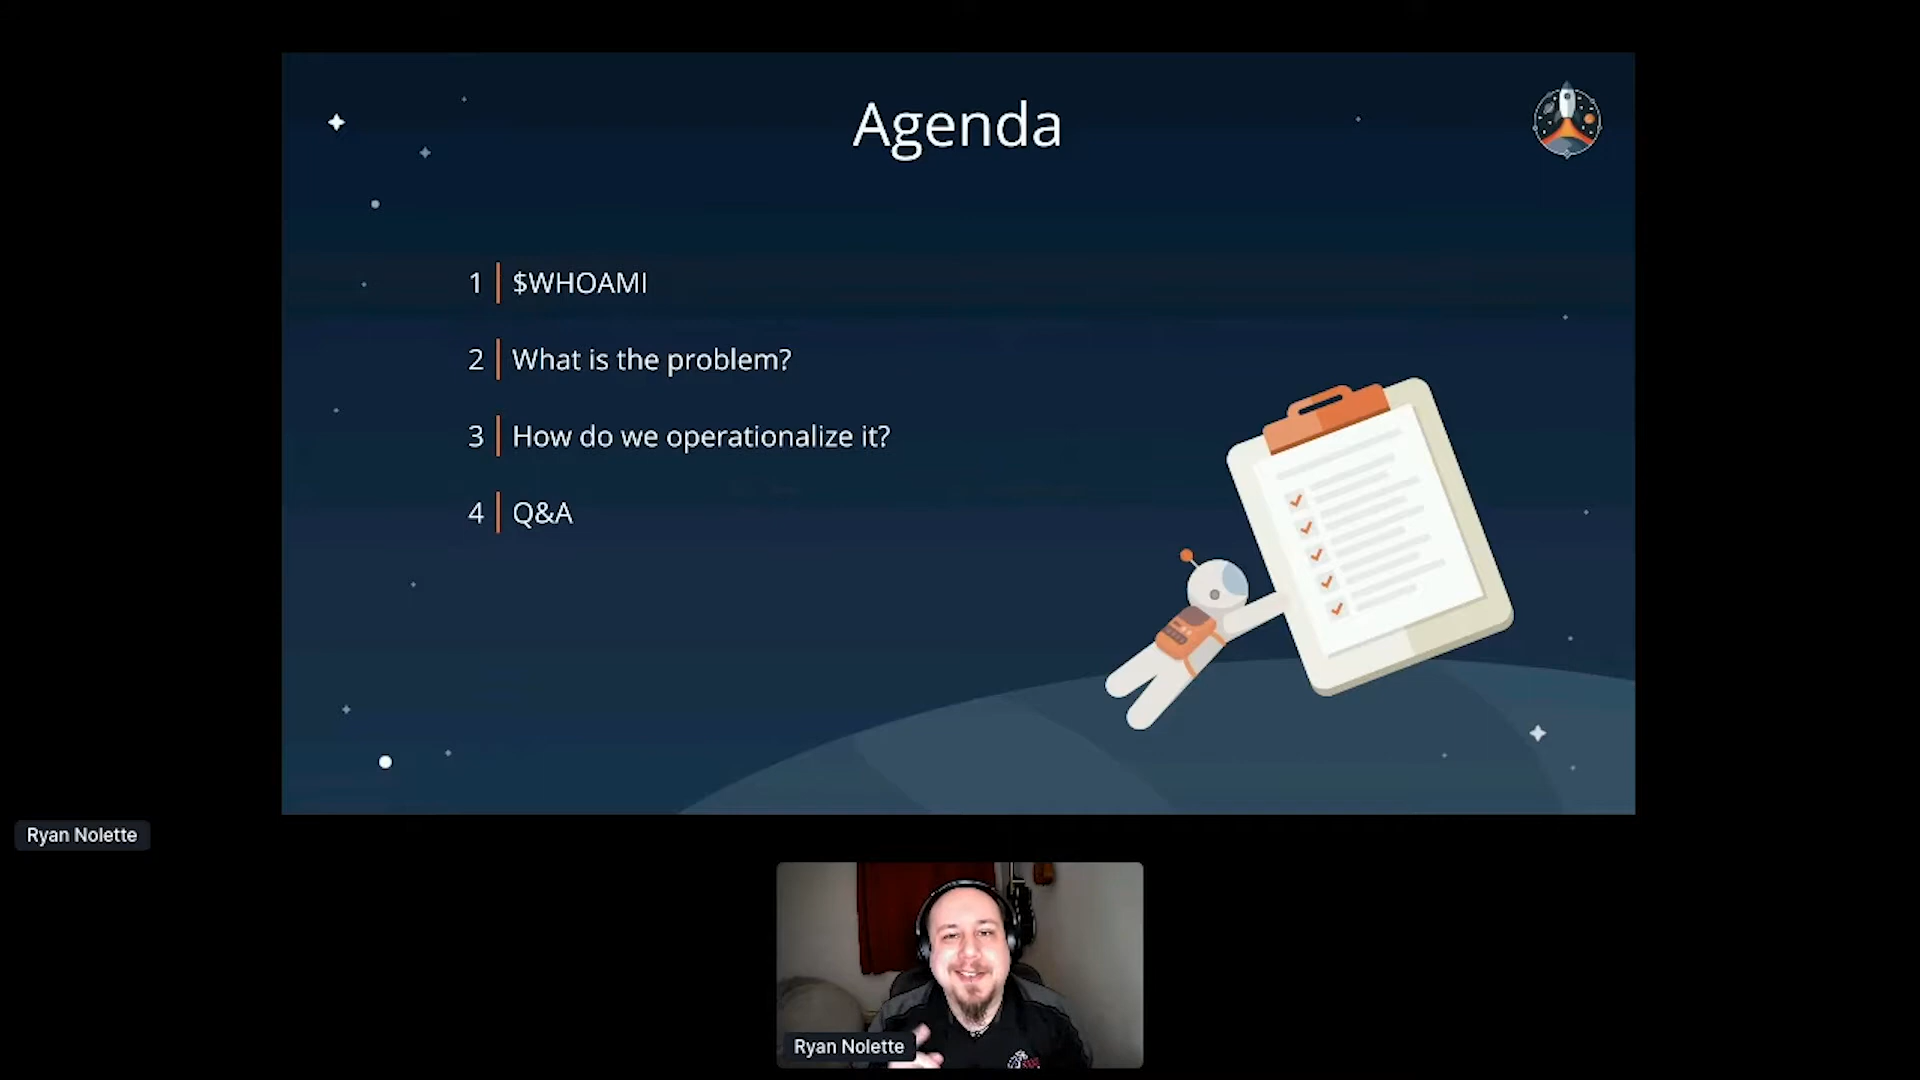 Agenda
1 $WHOAMI
2 What is the problem?
3 How do we operationalize it?
4 Q&A
Ryan Nolette
Ryan Nolette